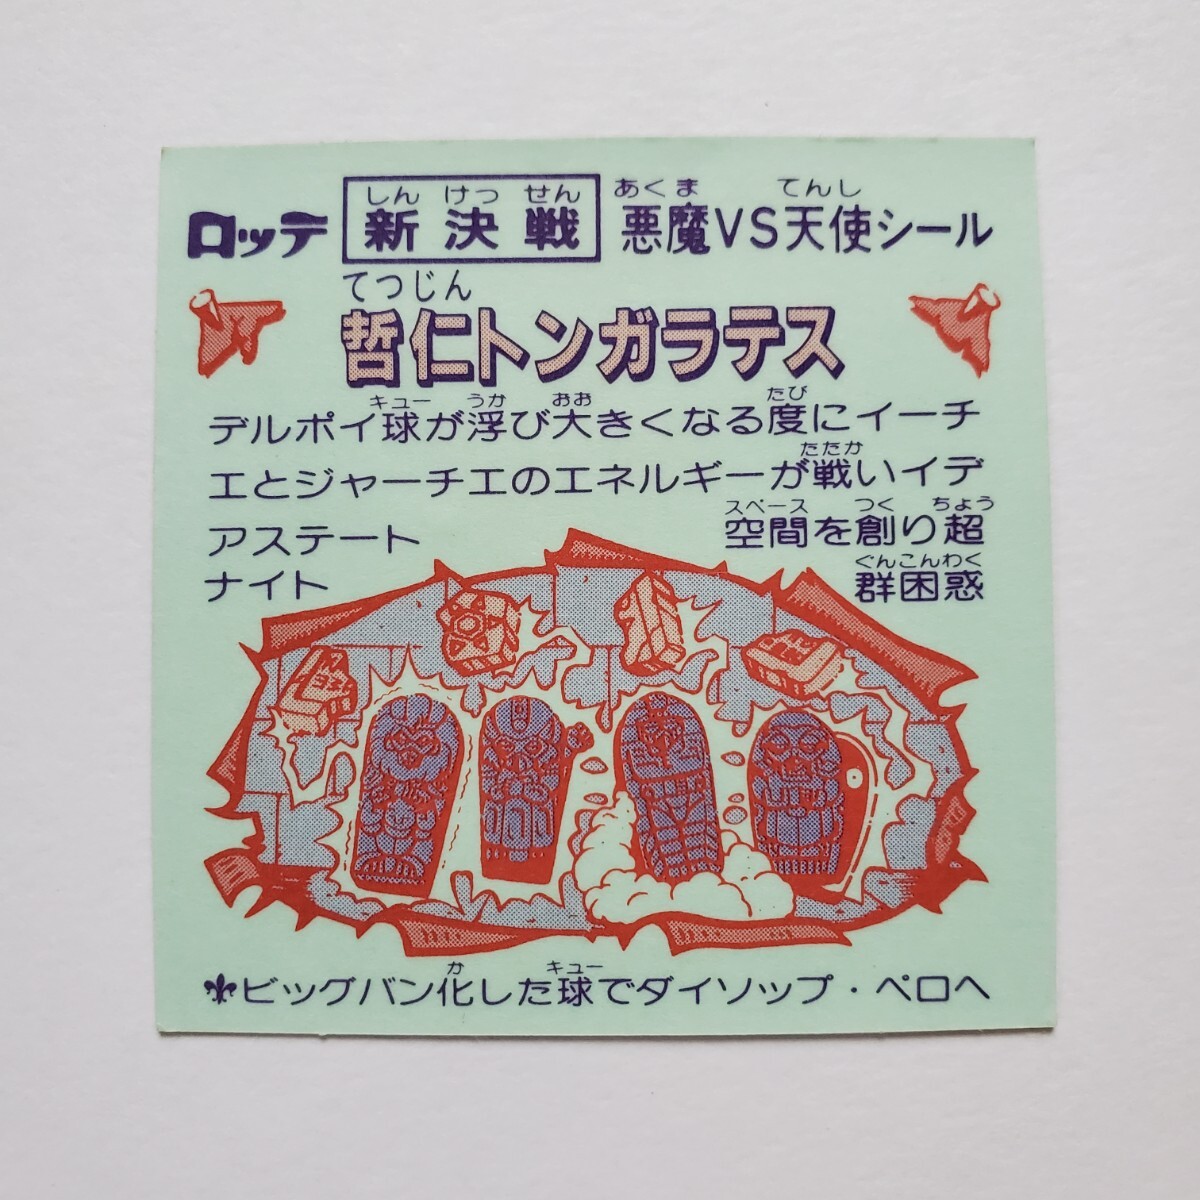 ロッテ 新決戦 悪魔VS天使シール
しん けっ せん あくま てんし
てつじん
哲仁トンガラテス
キュー うか おお たび
デルポイ球が浮び大きくなる度にイーチ
たたか
エとジャーチエのエネルギーが戦いイデ
スペース つく ちょう
アステート 空間を創り超
ぐんこんわく
ナイト 群困惑
か キュー
⚜ビッグバン化した球でダイソップ・ペロへ